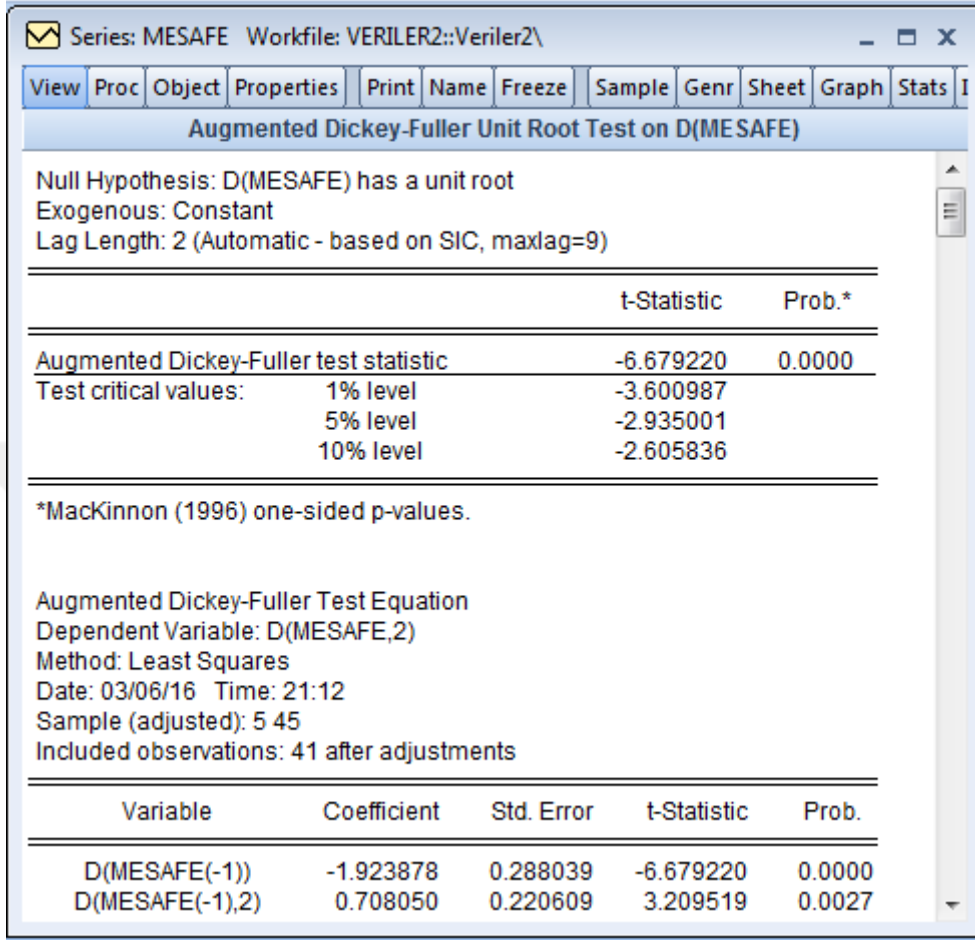 Series: MESAFE Workfile: VERILER2::Veriler2\
View Proc Object Properties Print Name Freeze Sample Genr Sheet Graph Stats
Augmented Dickey-Fuller Unit Root Test on D(MESAFE)
Null Hypothesis: D(MESAFE) has a unit root
Exogenous: Constant
Lag Length: 2 (Automatic - based on SIC, maxlag=9)
t-Statistic Prob.*
Augmented Dickey-Fuller test statistic -6.679220 0.0000
Test critical values: 1% level -3.600987
5% level -2.935001
10% level -2.605836
*MacKinnon (1996) one-sided p-values.
Augmented Dickey-Fuller Test Equation
Dependent Variable: D(MESAFE,2)
Method: Least Squares
Date: 03/06/16 Time: 21:12
Sample (adjusted): 5 45
Included observations: 41 after adjustments
Variable Coefficient Std. Error t-Statistic Prob.
D(MESAFE(-1)) -1.923878 0.288039 -6.679220 0.0000
D(MESAFE(-1),2) 0.708050 0.220609 3.209519 0.0027